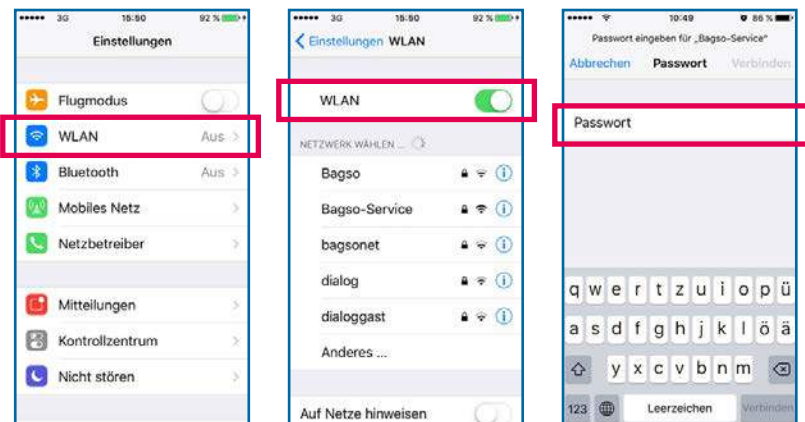 3G 15:50 92 %
Einstellungen
Flugmodus
WLAN Aus
Bluetooth Aus
Mobiles Netz
Netzbetreiber
Mitteilungen
Kontrollzentrum
Nicht stören
3G 15:50 92 %
Einstellungen WLAN
WLAN
NETZWERK WÄHLEN ...
Bagso
Bagso-Service
bagsonet
dialog
dialoggast
Anderes ...
Auf Netze hinweisen
10:49 86 %
Passwort eingeben für „Bagso-Service“
Abbrechen Passwort Verbinden
Passwort
q w e r t z u i o p ü
a s d f g h j k l ö ä
y x c v b n m
123 Leerzeichen Verbinden